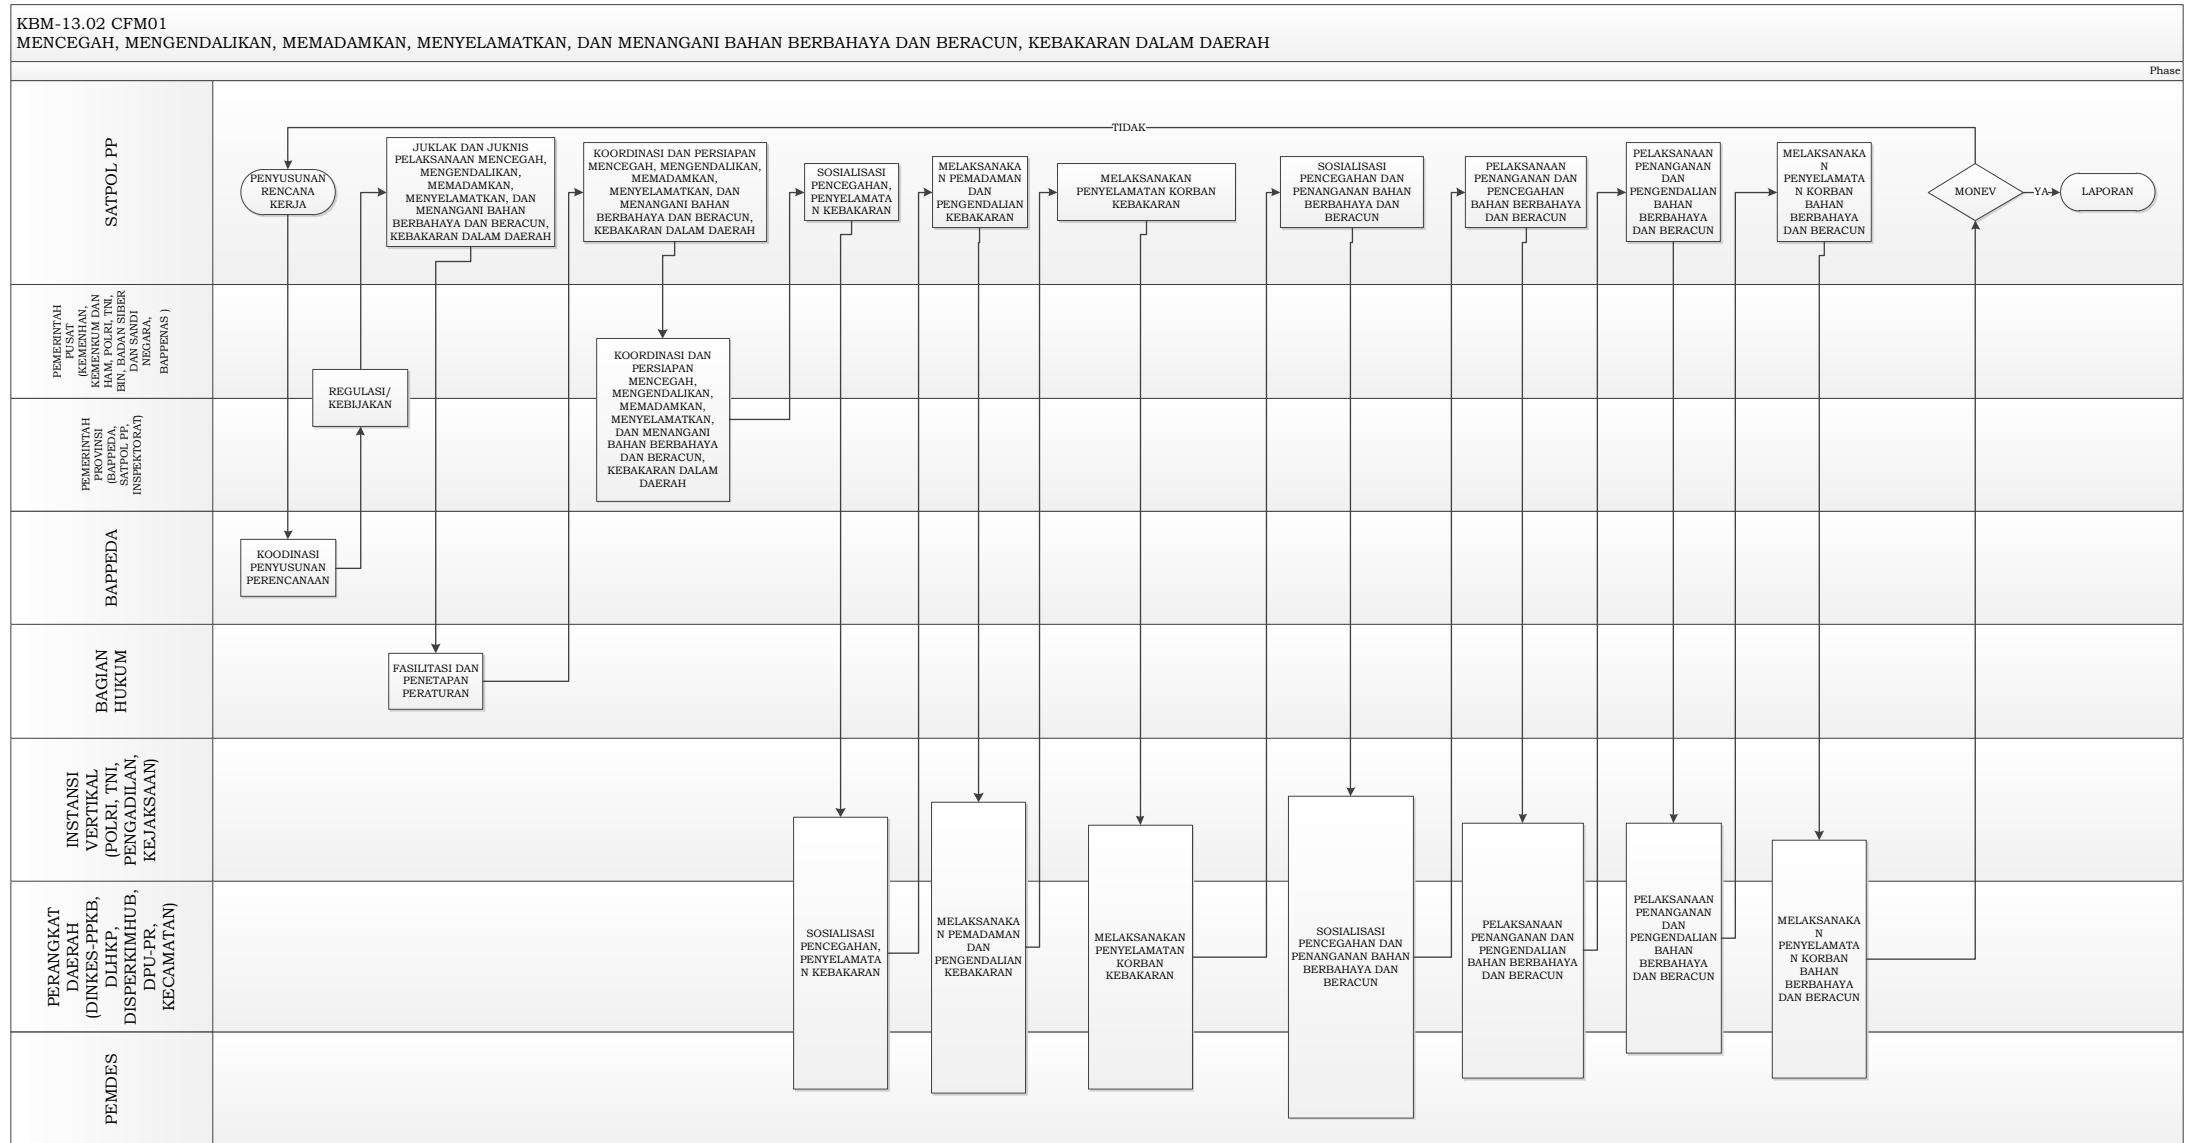 KBM-13.02 CFM01
MENCEGAH, MENGENDALIKAN, MEMADAMKAN, MENYELAMATKAN, DAN MENANGANI BAHAN BERBAHAYA DAN BERACUN, KEBAKARAN DALAM DAERAH
Phase
SATPOL PP
TIDAK
PENYUSUNAN
RENCANA
KERJA
JUKLAK DAN JUKNIS
PELAKSANAAN MENCEGAH,
MENGENDALIKAN,
MEMADAMKAN,
MENYELAMATKAN, DAN
MENANGANI BAHAN
BERBAHAYA DAN BERACUN,
KEBAKARAN DALAM DAERAH
KOORDINASI DAN PERSIAPAN
MENCEGAH, MENGENDALIKAN,
MEMADAMKAN,
MENYELAMATKAN, DAN
MENANGANI BAHAN
BERBAHAYA DAN BERACUN,
KEBAKARAN DALAM DAERAH
SOSIALISASI
PENCEGAHAN,
PENYELAMATA
N KEBAKARAN
MELAKSANAKA
N PEMADAMAN
DAN
PENGENDALIAN
KEBAKARAN
MELAKSANAKAN
PENYELAMATAN KORBAN
KEBAKARAN
SOSIALISASI
PENCEGAHAN DAN
PENANGANAN BAHAN
BERBAHAYA DAN
BERACUN
PELAKSANAAN
PENANGANAN DAN
PENCEGAHAN
BAHAN BERBAHAYA
DAN BERACUN
PELAKSANAAN
PENANGANAN
DAN
PENGENDALIAN
BAHAN
BERBAHAYA
DAN BERACUN
MELAKSANAKA
N
PENYELAMATA
N KORBAN
BAHAN
BERBAHAYA
DAN BERACUN
MONEV
YA
LAPORAN
PEMERINTAH
PUSAT
(KEMENHAN,
KEMENKUM DAN
HAM, POLRI, TNI,
BIN, BADAN SIBER
DAN SANDI
NEGARA,
BAPPENAS )
REGULASI/
KEBIJAKAN
KOORDINASI DAN
PERSIAPAN
MENCEGAH,
MENGENDALIKAN,
MEMADAMKAN,
MENYELAMATKAN,
DAN MENANGANI
BAHAN BERBAHAYA
DAN BERACUN,
KEBAKARAN DALAM
DAERAH
PEMERINTAH
PROVINSI
(BAPPEDA,
SATPOL PP,
INSPEKTORAT)
BAPPEDA
KOODINASI
PENYUSUNAN
PERENCANAAN
BAGIAN
HUKUM
FASILITASI DAN
PENETAPAN
PERATURAN
INSTANSI
VERTIKAL
(POLRI, TNI,
PENGADILAN,
KEJAKSAAN)
PERANGKAT
DAERAH
(DINKES-PPKB,
DLHKP,
DISPERKIMHUB,
DPU-PR,
KECAMATAN)
SOSIALISASI
PENCEGAHAN,
PENYELAMATA
N KEBAKARAN
MELAKSANAKA
N PEMADAMAN
DAN
PENGENDALIAN
KEBAKARAN
MELAKSANAKAN
PENYELAMATAN
KORBAN
KEBAKARAN
SOSIALISASI
PENCEGAHAN DAN
PENANGANAN BAHAN
BERBAHAYA DAN
BERACUN
PELAKSANAAN
PENANGANAN DAN
PENGENDALIAN
BAHAN BERBAHAYA
DAN BERACUN
PELAKSANAAN
PENANGANAN
DAN
PENGENDALIAN
BAHAN
BERBAHAYA
DAN BERACUN
MELAKSANAKA
N
PENYELAMATA
N KORBAN
BAHAN
BERBAHAYA
DAN BERACUN
PEMDES